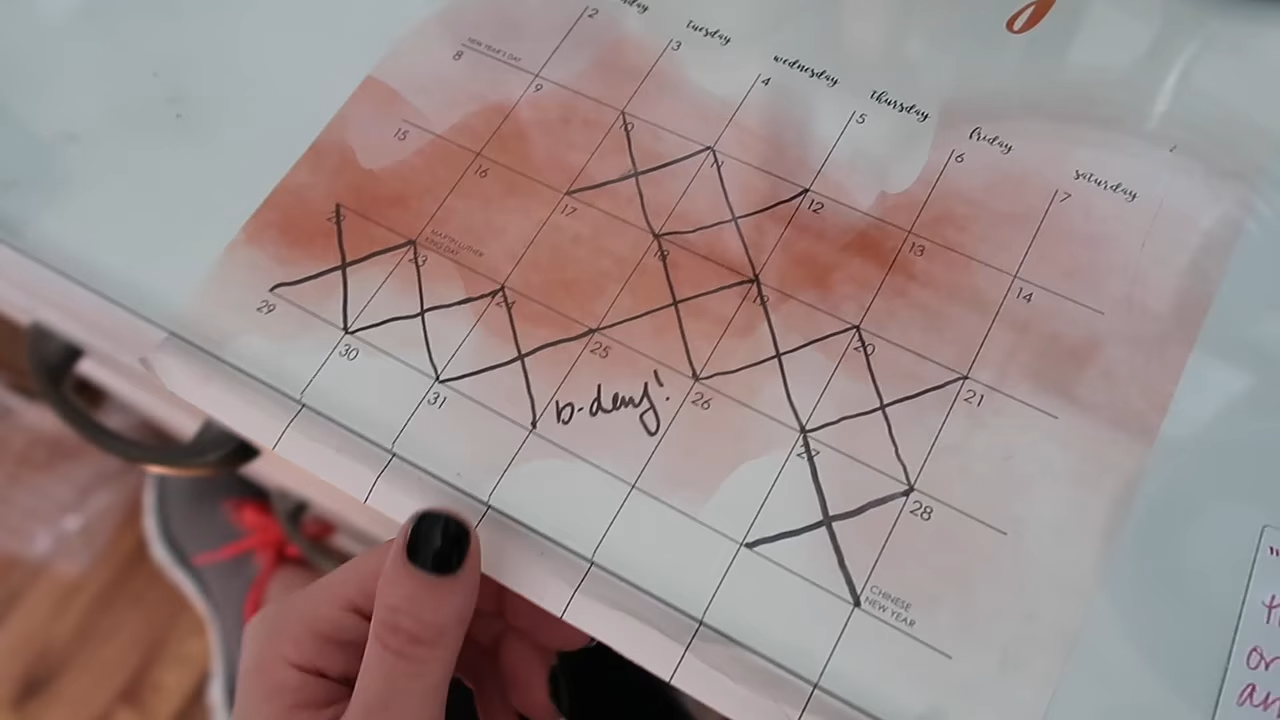 day tuesday wednesday thursday friday saturday
2 3 4 5 6 7
NEW YEAR'S DAY
8 9 10 11 12 13 14
15 16 17 18 19 20 21
MARTIN LUTHER
KING DAY
23 24 25 26 27 28
CHINESE
NEW YEAR
29 30 31
b-day!
or